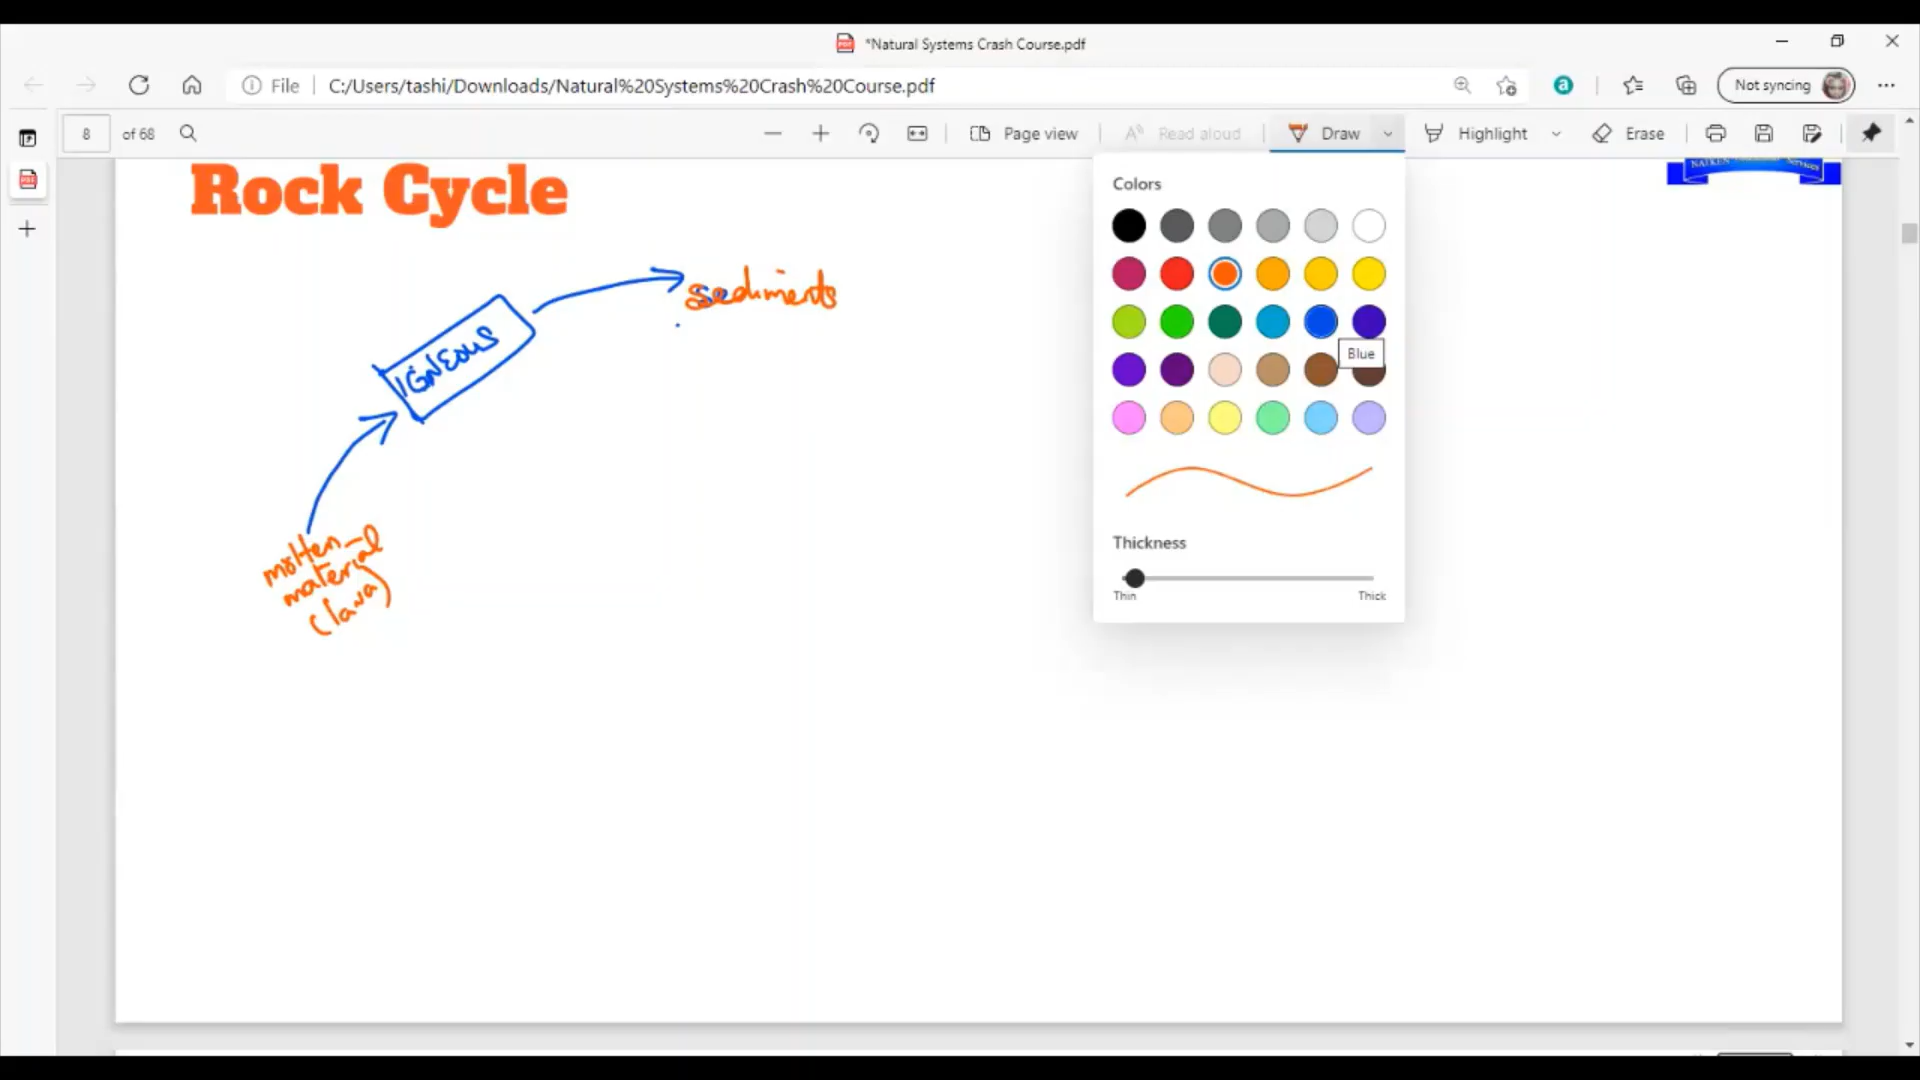 *Natural Systems Crash Course.pdf
File C:/Users/tashi/Downloads/Natural%20Systems%20Crash%20Course.pdf
a
Not syncing
8 of 68
Page view
Read aloud
Draw
Highlight
Erase
Rock Cycle
NATKEN Services
Colors
sediments
IGNEOUS
Blue
molten
material
(lava)
Thickness
Thin Thick